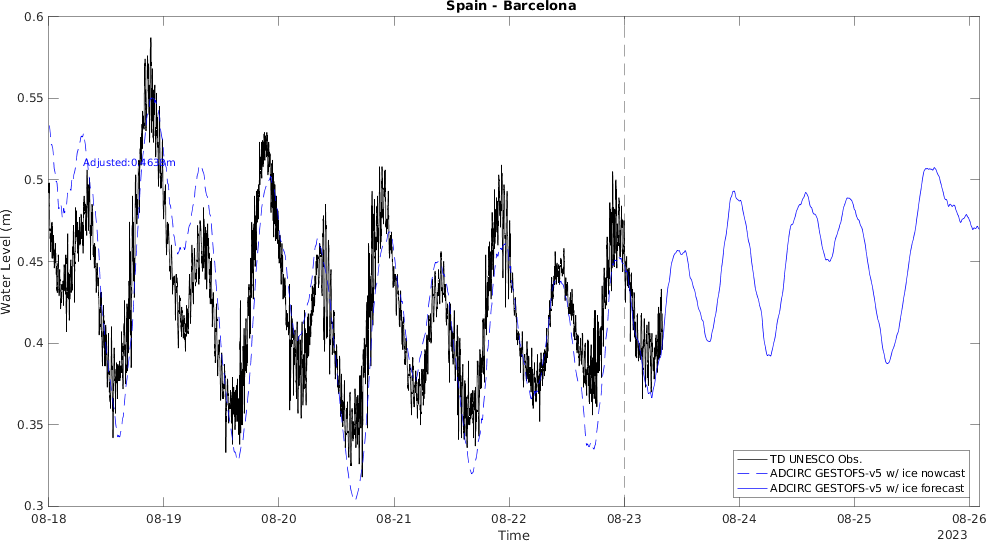 Spain - Barcelona
0.6
0.55
0.5
0.45
0.4
0.35
0.3
Water Level (m)
Adjusted:0.4638m
08-18
08-19
08-20
08-21
08-22
08-23
08-24
08-25
08-26
Time
2023
TD UNESCO Obs.
ADCIRC GESTOFS-v5 w/ ice nowcast
ADCIRC GESTOFS-v5 w/ ice forecast